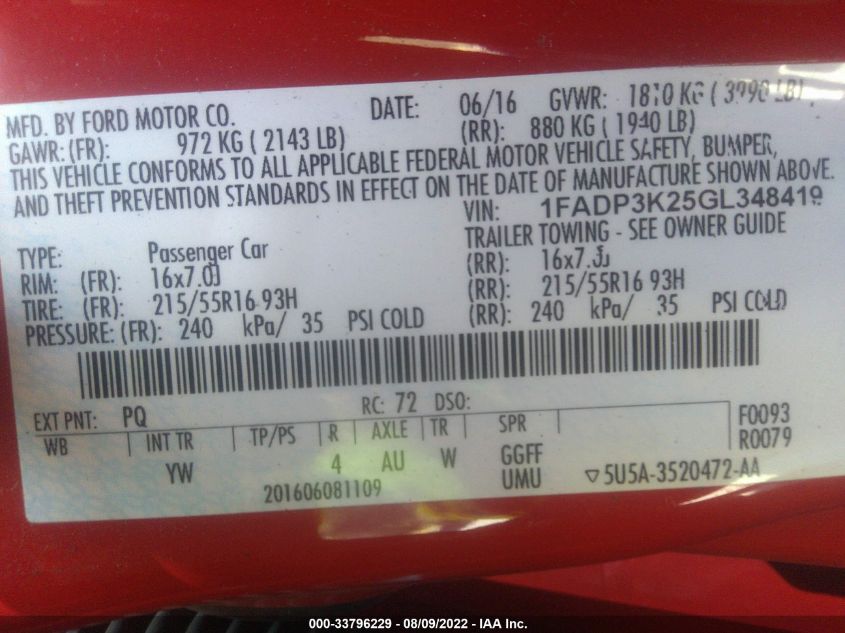 MFD. BY FORD MOTOR CO. DATE: 06/16 GVWR: 1810 KG ( 3990 LB)
GAWR: (FR): 972 KG ( 2143 LB) (RR): 880 KG ( 1940 LB)
THIS VEHICLE CONFORMS TO ALL APPLICABLE FEDERAL MOTOR VEHICLE SAFETY, BUMPER,
AND THEFT PREVENTION STANDARDS IN EFFECT ON THE DATE OF MANUFACTURE SHOWN ABOVE.
VIN: 1FADP3K25GL348419
TYPE: Passenger Car TRAILER TOWING - SEE OWNER GUIDE
RIM: (FR): 16x7.0J (RR): 16x7.0J
TIRE: (FR): 215/55R16 93H (RR): 215/55R16 93H
PRESSURE: (FR): 240 kPa/ 35 PSI COLD (RR): 240 kPa/ 35 PSI COLD
EXT PNT: PQ RC: 72 DSO: F0093
WB INT TR TP/PS R AXLE TR SPR R0079
YW 4 AU W GGFF
UMU ▽5U5A-3520472-AA
201606081109
000-33796229 - 08/09/2022 - IAA Inc.